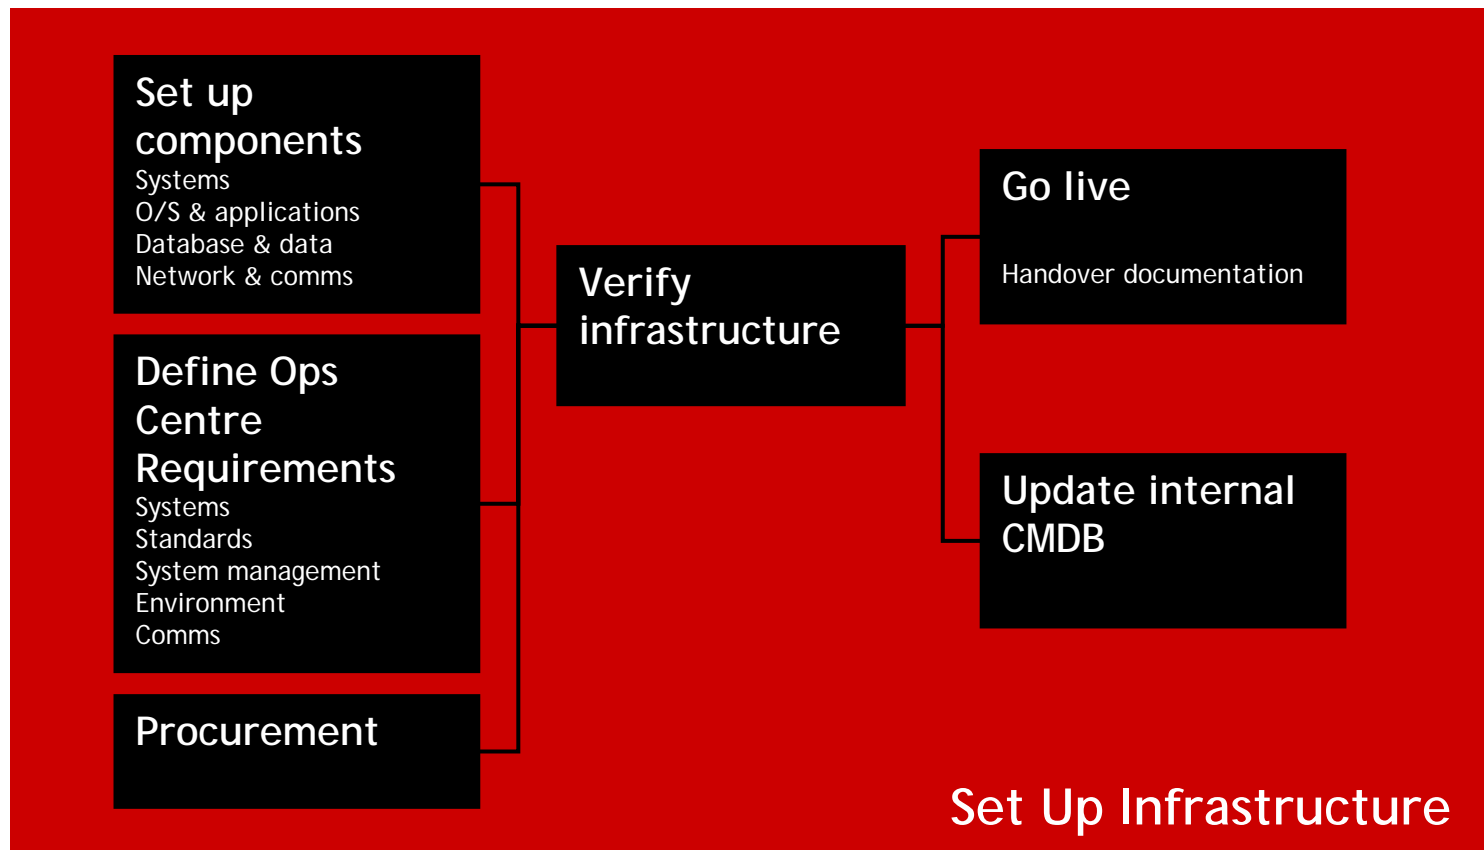 Set up
components
Systems
O/S & applications
Database & data
Network & comms
Define Ops
Centre
Requirements
Systems
Standards
System management
Environment
Comms
Procurement
Verify
infrastructure
Go live
Handover documentation
Update internal
CMDB
Set Up Infrastructure